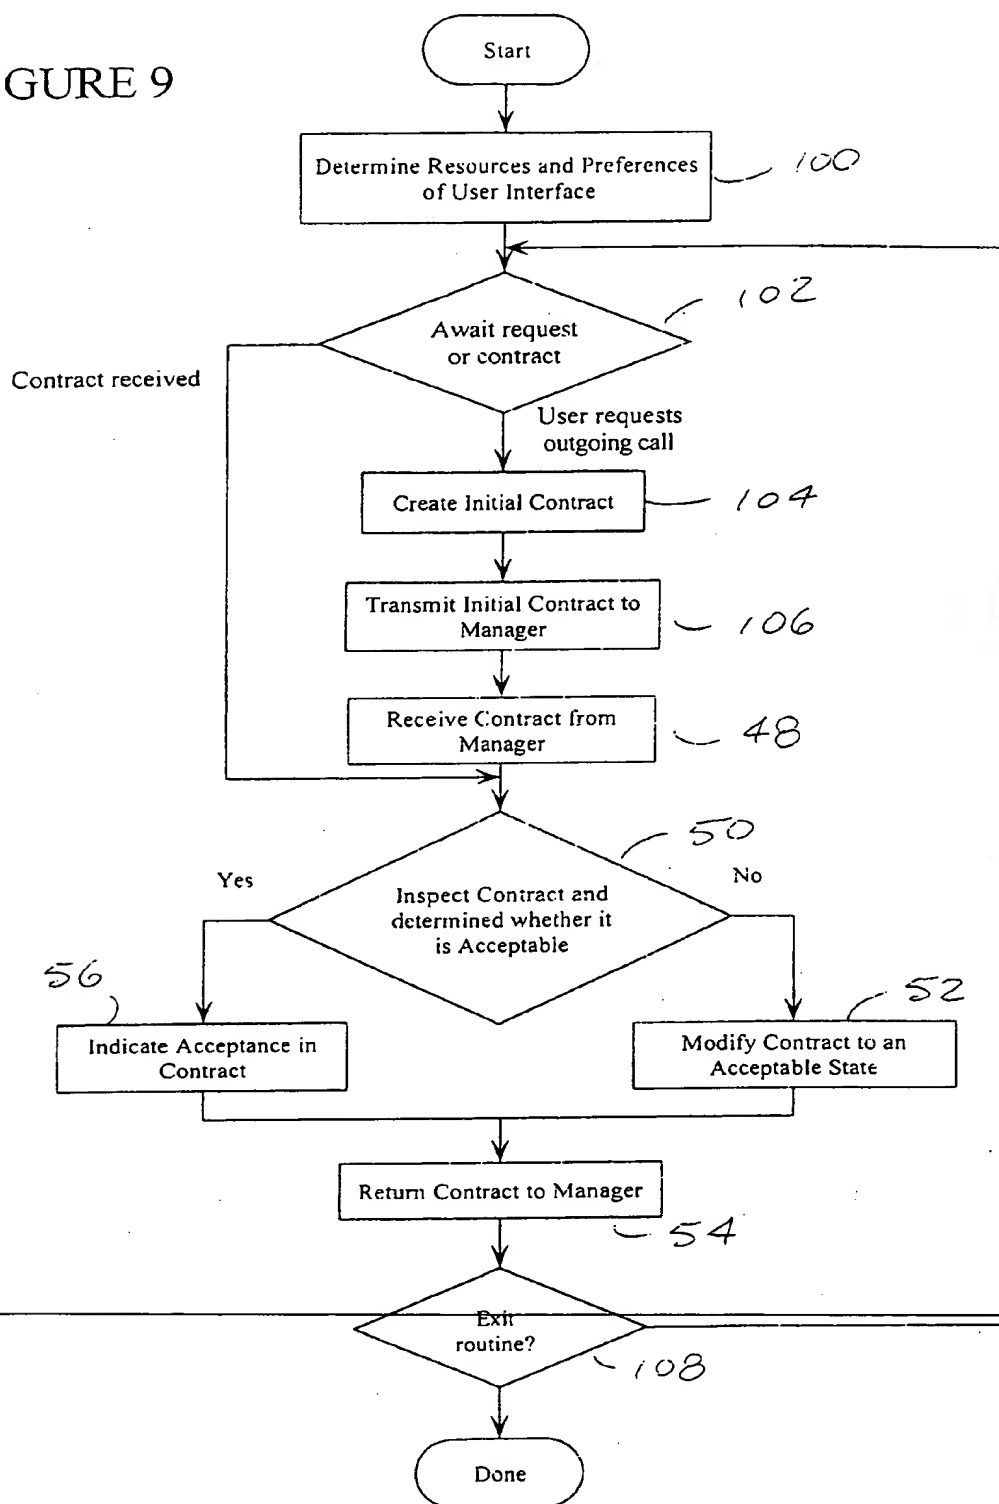 GURE 9
Start
Determine Resources and Preferences
of User Interface
100
Await request
or contract
102
Contract received
User requests
outgoing call
Create Initial Contract
104
Transmit Initial Contract to
Manager
106
Receive Contract from
Manager
48
50
Yes
No
Inspect Contract and
determined whether it
is Acceptable
56
52
Indicate Acceptance in
Contract
Modify Contract to an
Acceptable State
Return Contract to Manager
54
Exit
routine?
108
Done